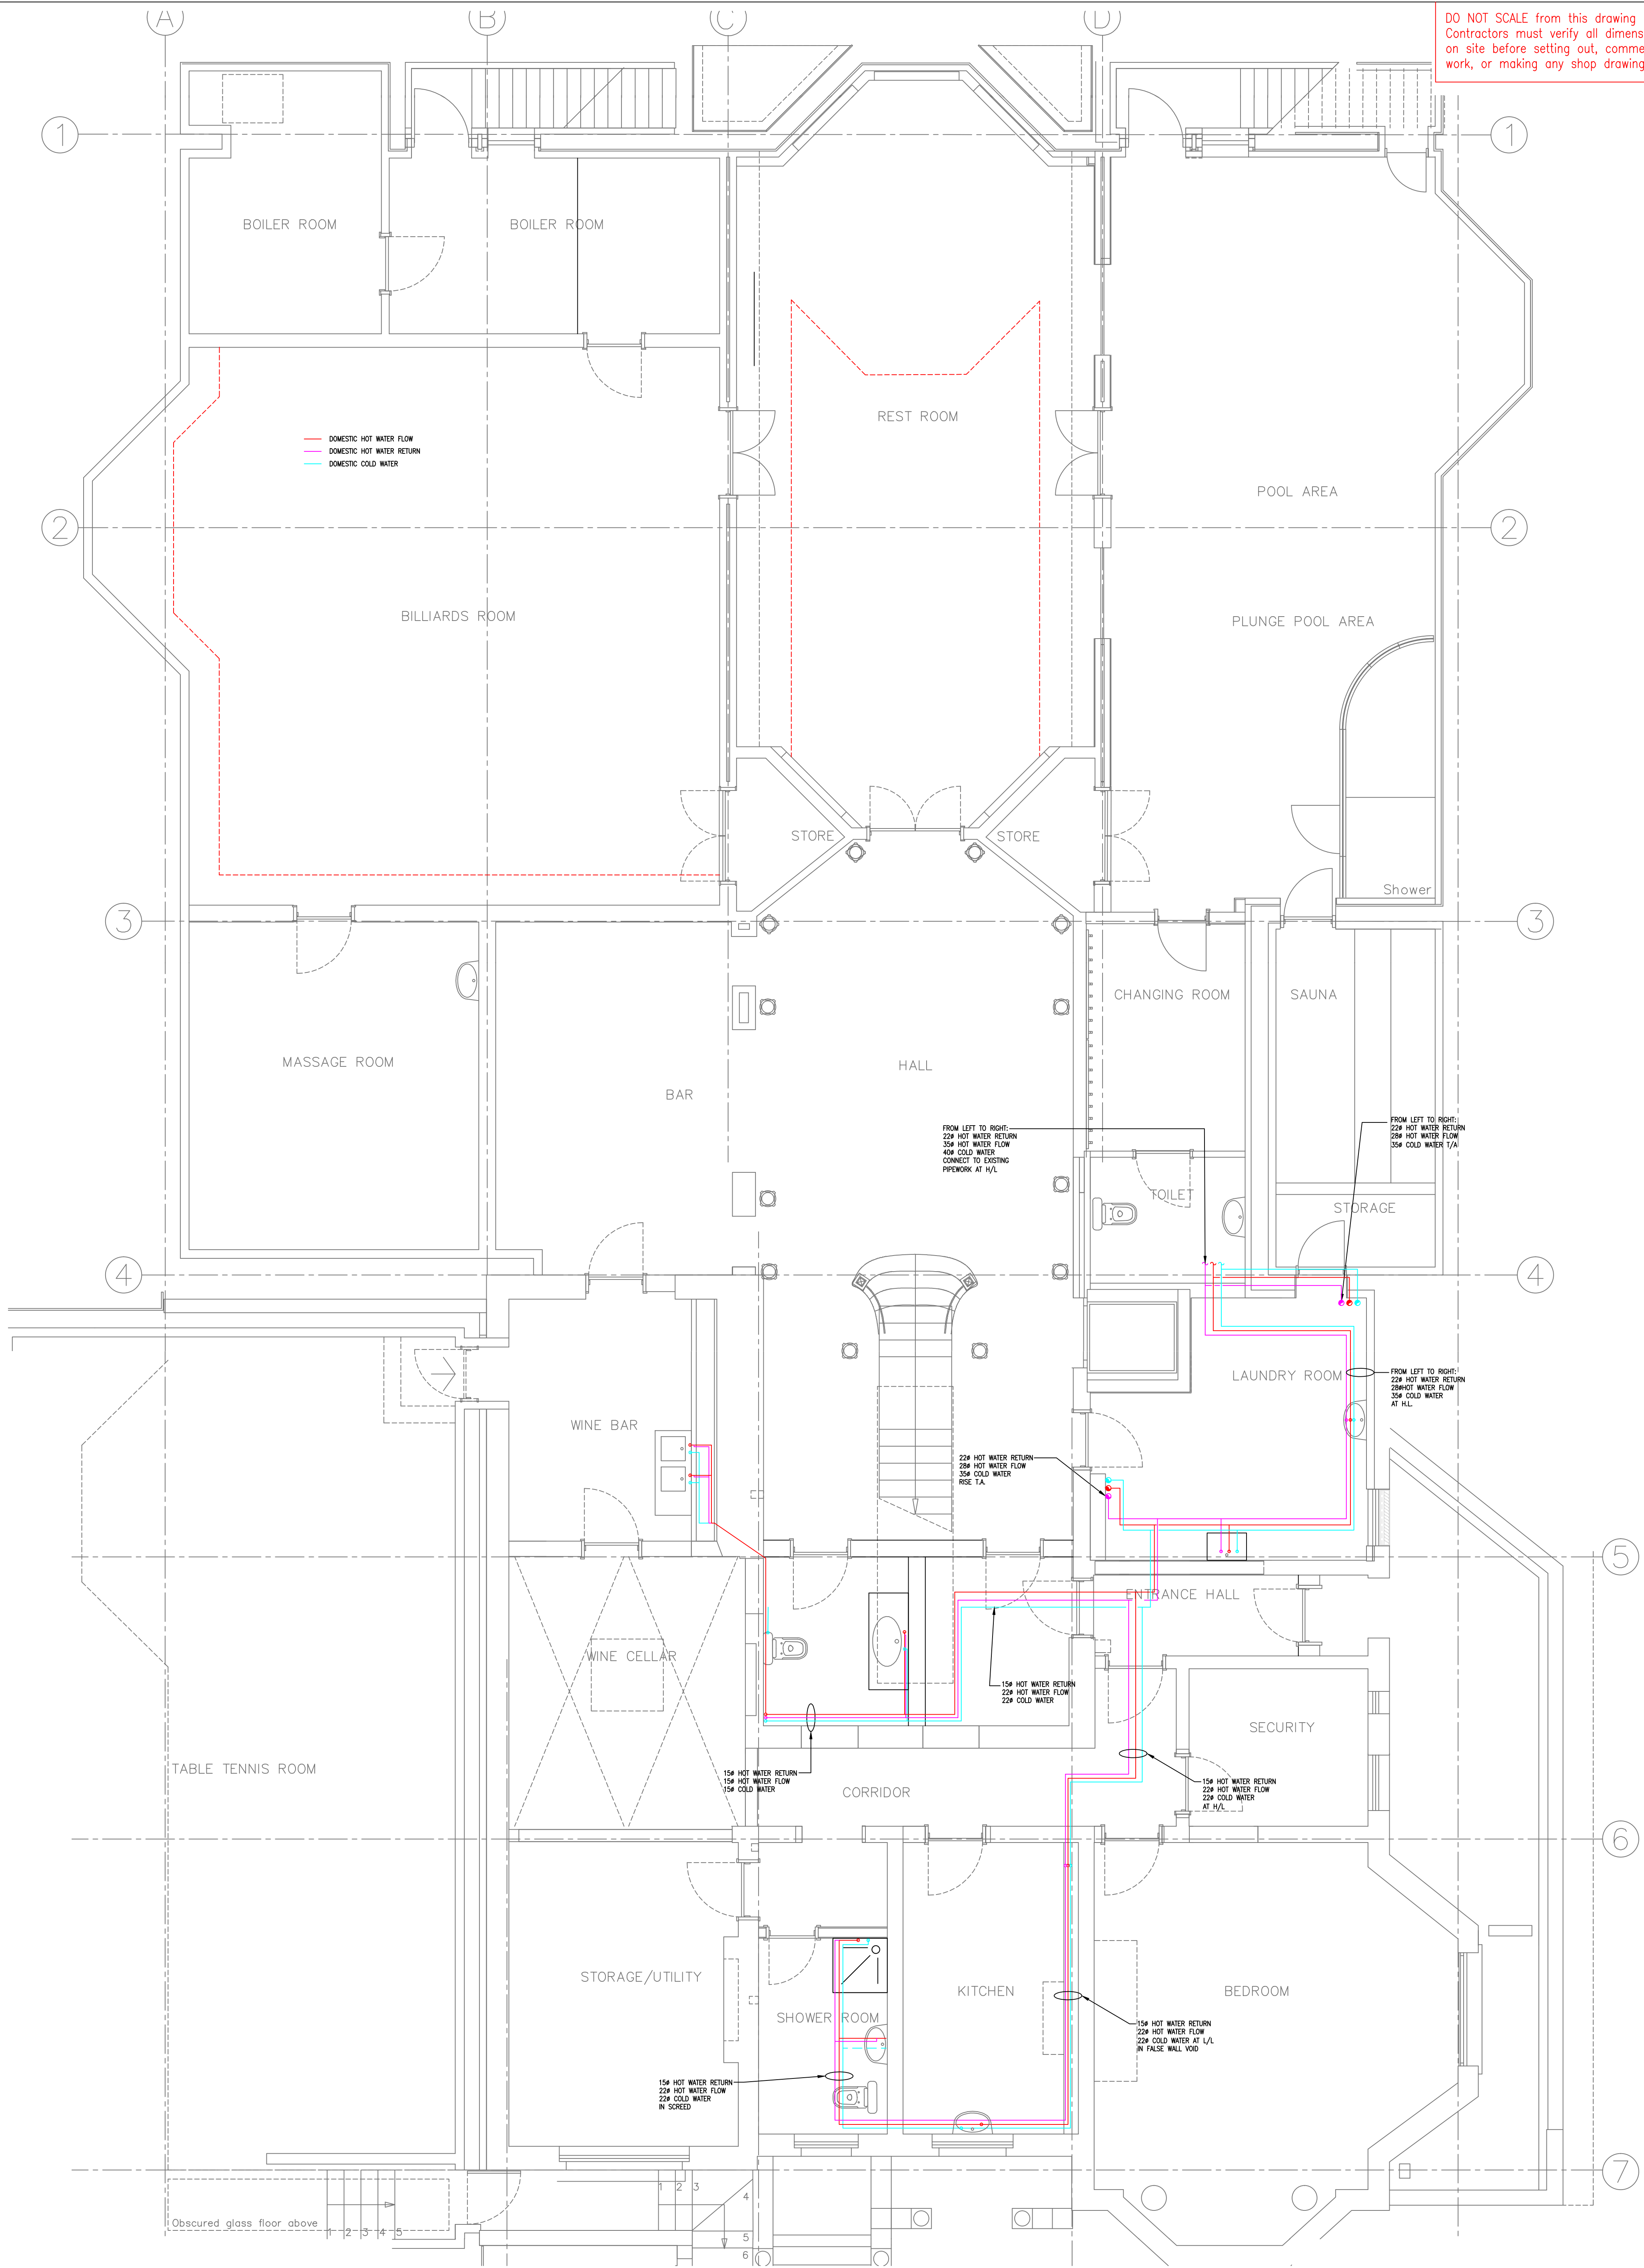 A
B
C
D
DO NOT SCALE from this drawing
Contractors must verify all dimens
on site before setting out, comme
work, or making any shop drawing
1
1
BOILER ROOM
BOILER ROOM
REST ROOM
DOMESTIC HOT WATER FLOW
DOMESTIC HOT WATER RETURN
DOMESTIC COLD WATER
POOL AREA
2
2
BILLIARDS ROOM
PLUNGE POOL AREA
STORE
STORE
Shower
3
3
CHANGING ROOM
SAUNA
MASSAGE ROOM
HALL
BAR
FROM LEFT TO RIGHT:
22ø HOT WATER RETURN
35ø HOT WATER FLOW
40ø COLD WATER
CONNECT TO EXISTING
PIPEWORK AT H/L
FROM LEFT TO RIGHT:
22ø HOT WATER RETURN
28ø HOT WATER FLOW
35ø COLD WATER T/A
TOILET
STORAGE
4
4
LAUNDRY ROOM
FROM LEFT TO RIGHT:
22ø HOT WATER RETURN
28øHOT WATER FLOW
35ø COLD WATER
AT H.L.
WINE BAR
22ø HOT WATER RETURN
28ø HOT WATER FLOW
35ø COLD WATER
RISE T.A.
5
ENTRANCE HALL
WINE CELLAR
15ø HOT WATER RETURN
22ø HOT WATER FLOW
22ø COLD WATER
SECURITY
TABLE TENNIS ROOM
15ø HOT WATER RETURN
15ø HOT WATER FLOW
15ø COLD WATER
CORRIDOR
15ø HOT WATER RETURN
22ø HOT WATER FLOW
22ø COLD WATER
AT H/L
6
STORAGE/UTILITY
KITCHEN
BEDROOM
SHOWER ROOM
15ø HOT WATER RETURN
22ø HOT WATER FLOW
22ø COLD WATER AT L/L
IN FALSE WALL VOID
15ø HOT WATER RETURN
22ø HOT WATER FLOW
22ø COLD WATER
IN SCREED
7
1 2 3
4
5
6
Obscured glass floor above
1 2 3 4 5